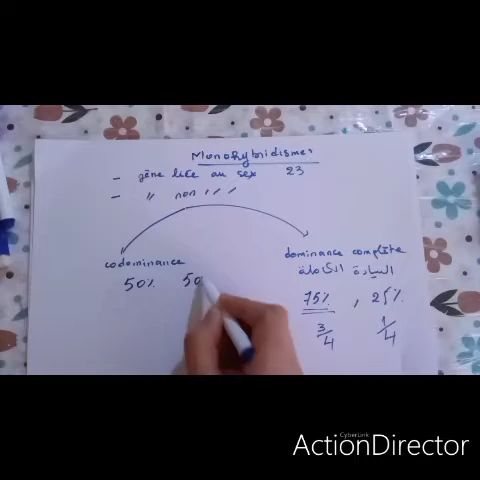 Monohybridisme
- gène lié au sex 23
- " non " "
codominance
50% 50
dominance complète
السيادة الكاملة
75% , 25%
3/4 1/4
CyberLink
ActionDirector